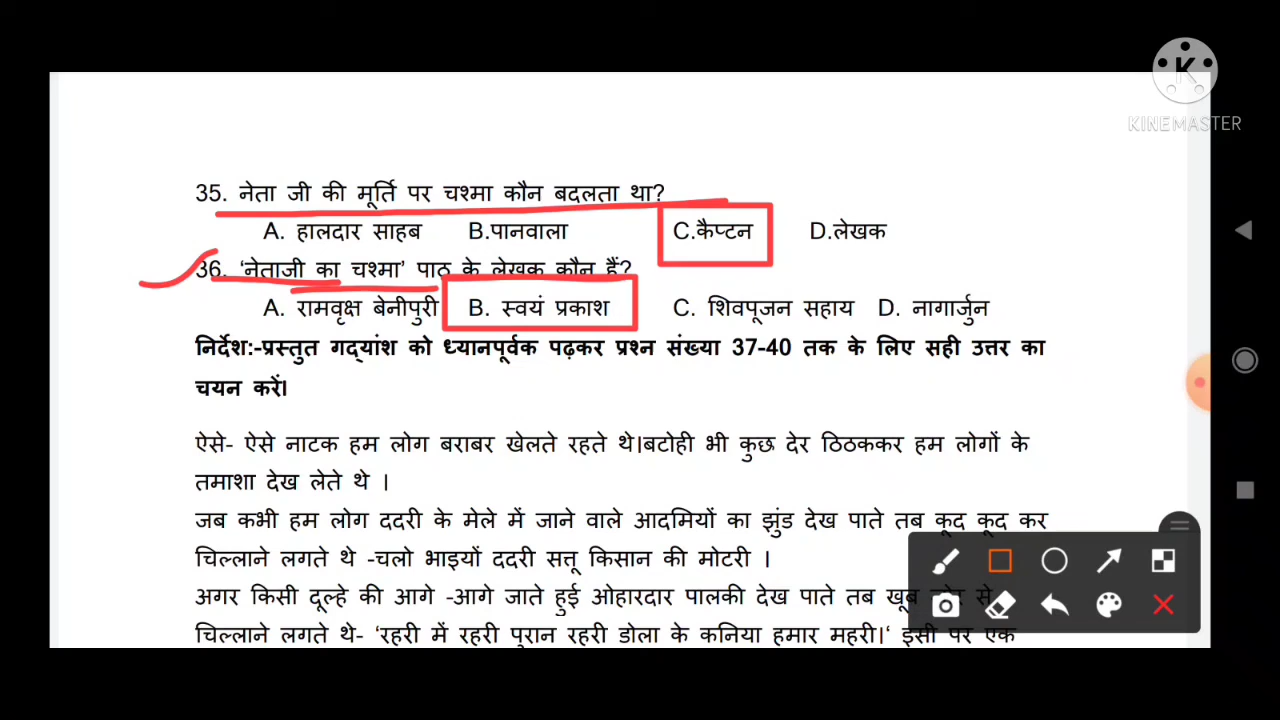 KINEMASTER
35. नेता जी की मूर्ति पर चश्मा कौन बदलता था?
A. हालदार साहब B.पानवाला C.कैप्टन D.लेखक
36. ‘नेताजी का चश्मा’ पाठ के लेखक कौन हैं?
A. रामवृक्ष बेनीपुरी B. स्वयं प्रकाश C. शिवपूजन सहाय D. नागार्जुन
निर्देश:-प्रस्तुत गद्यांश को ध्यानपूर्वक पढ़कर प्रश्न संख्या 37-40 तक के लिए सही उत्तर का
चयन करें।
ऐसे- ऐसे नाटक हम लोग बराबर खेलते रहते थे।बटोही भी कुछ देर ठिठककर हम लोगों के
तमाशा देख लेते थे ।
जब कभी हम लोग ददरी के मेले में जाने वाले आदमियों का झुंड देख पाते तब कूद कूद कर
चिल्लाने लगते थे -चलो भाइयों ददरी सत्तू किसान की मोटरी ।
अगर किसी दूल्हे की आगे -आगे जाते हुई ओहारदार पालकी देख पाते तब खूब से
चिल्लाने लगते थे- ‘रहरी में रहरी पुरान रहरी डोला के कनिया हमार महरी।‘ इसी पर एक